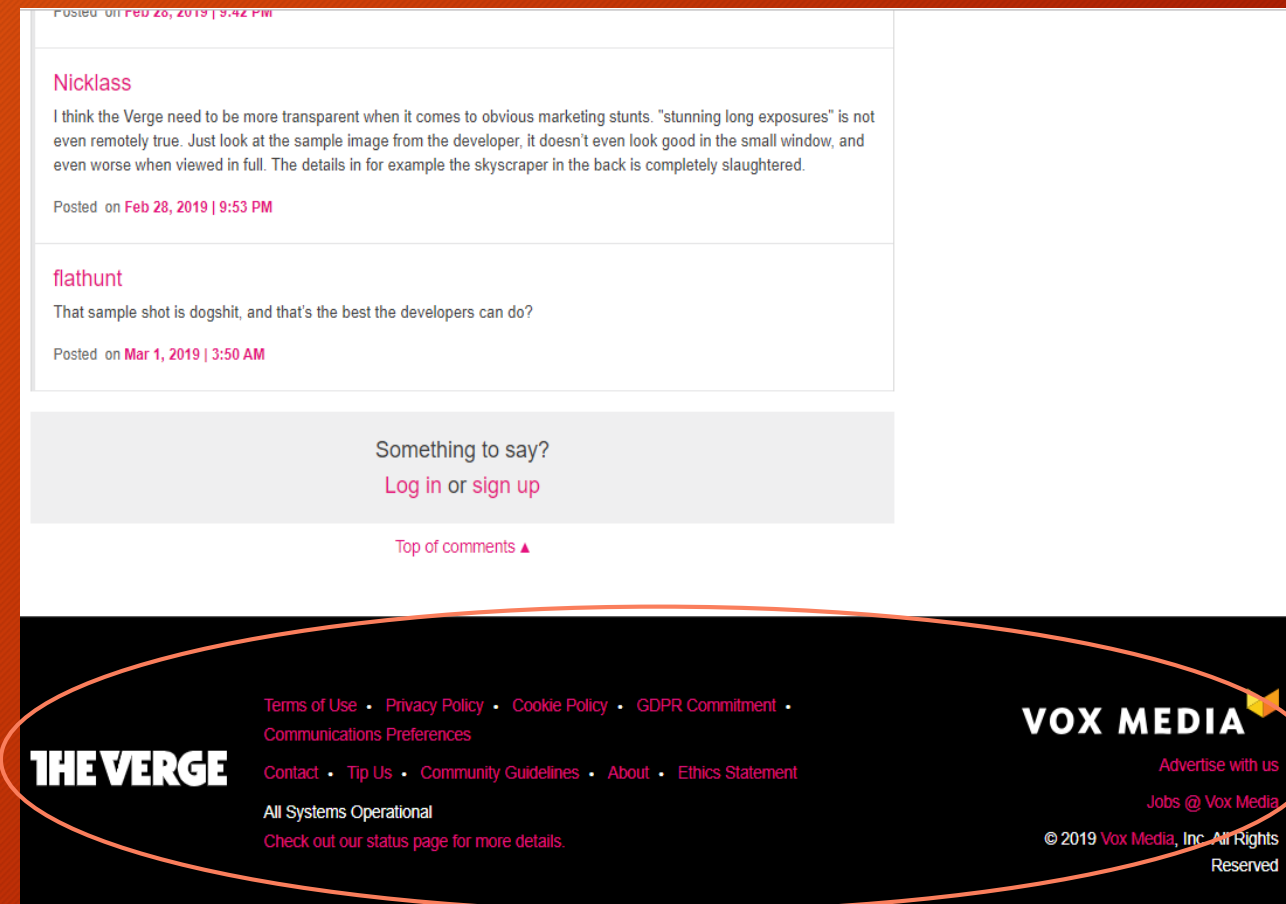 Posted on Feb 28, 2019 | 9:42 PM
Nicklass
I think the Verge need to be more transparent when it comes to obvious marketing stunts. "stunning long exposures" is not
even remotely true. Just look at the sample image from the developer, it doesn’t even look good in the small window, and
even worse when viewed in full. The details in for example the skyscraper in the back is completely slaughtered.
Posted on Feb 28, 2019 | 9:53 PM
flathunt
That sample shot is dogshit, and that’s the best the developers can do?
Posted on Mar 1, 2019 | 3:50 AM
Something to say?
Log in or sign up
Top of comments ▲
THE VERGE
Terms of Use • Privacy Policy • Cookie Policy • GDPR Commitment •
Communications Preferences
Contact • Tip Us • Community Guidelines • About • Ethics Statement
All Systems Operational
Check out our status page for more details.
VOX MEDIA
Advertise with us
Jobs @ Vox Media
© 2019 Vox Media, Inc. All Rights
Reserved